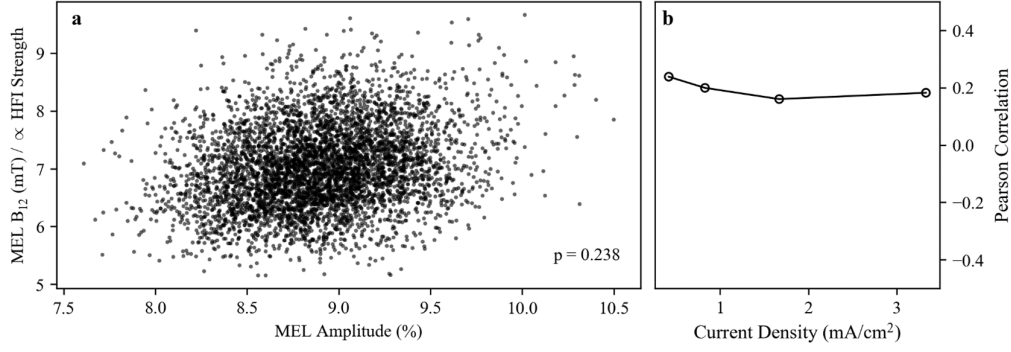 a
MEL B₁₂ (mT) / ∝ HFI Strength
9
8
7
6
5
p = 0.238
7.5 8.0 8.5 9.0 9.5 10.0 10.5
MEL Amplitude (%)
b
0.4
0.2
0.0
−0.2
−0.4
Pearson Correlation
1 2 3
Current Density (mA/cm²)